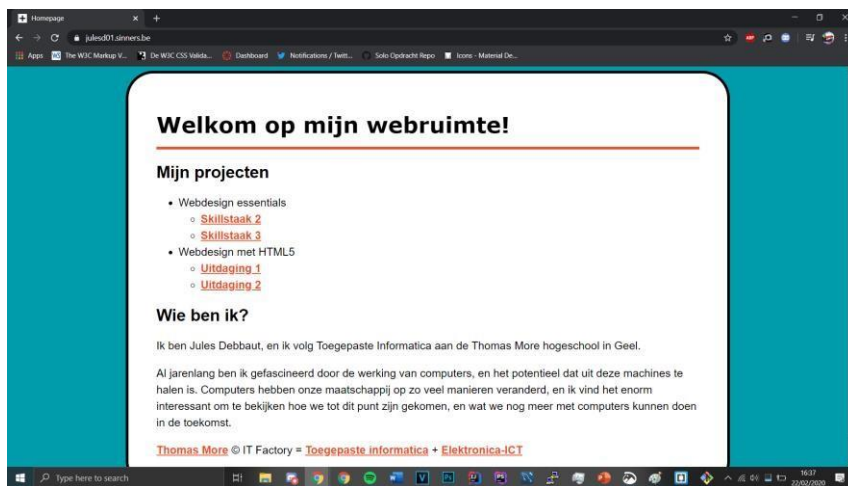 Homepage
julesd01.sinners.be
Apps The W3C Markup V... De W3C CSS Valida... Dashboard Notifications / Twitt... Solo Opdracht Repo Icons - Material De...
Welkom op mijn webruimte!
Mijn projecten
Webdesign essentials
Skillstaak 2
Skillstaak 3
Webdesign met HTML5
Uitdaging 1
Uitdaging 2
Wie ben ik?
Ik ben Jules Debbaut, en ik volg Toegepaste Informatica aan de Thomas More hogeschool in Geel.
Al jarenlang ben ik gefascineerd door de werking van computers, en het potentieel dat uit deze machines te
halen is. Computers hebben onze maatschappij op zo veel manieren veranderd, en ik vind het enorm
interessant om te bekijken hoe we tot dit punt zijn gekomen, en wat we nog meer met computers kunnen doen
in de toekomst.
Thomas More © IT Factory = Toegepaste informatica + Elektronica-ICT
Type here to search
16:37
22/02/2020